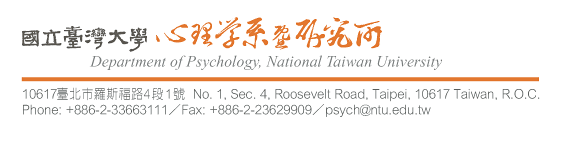 國立臺灣大學 心理学系暨研究所
Department of Psychology, National Taiwan University
10617臺北市羅斯福路4段1號 No. 1, Sec. 4, Roosevelt Road, Taipei, 10617 Taiwan, R.O.C.
Phone: +886-2-33663111／Fax: +886-2-23629909／psych@ntu.edu.tw